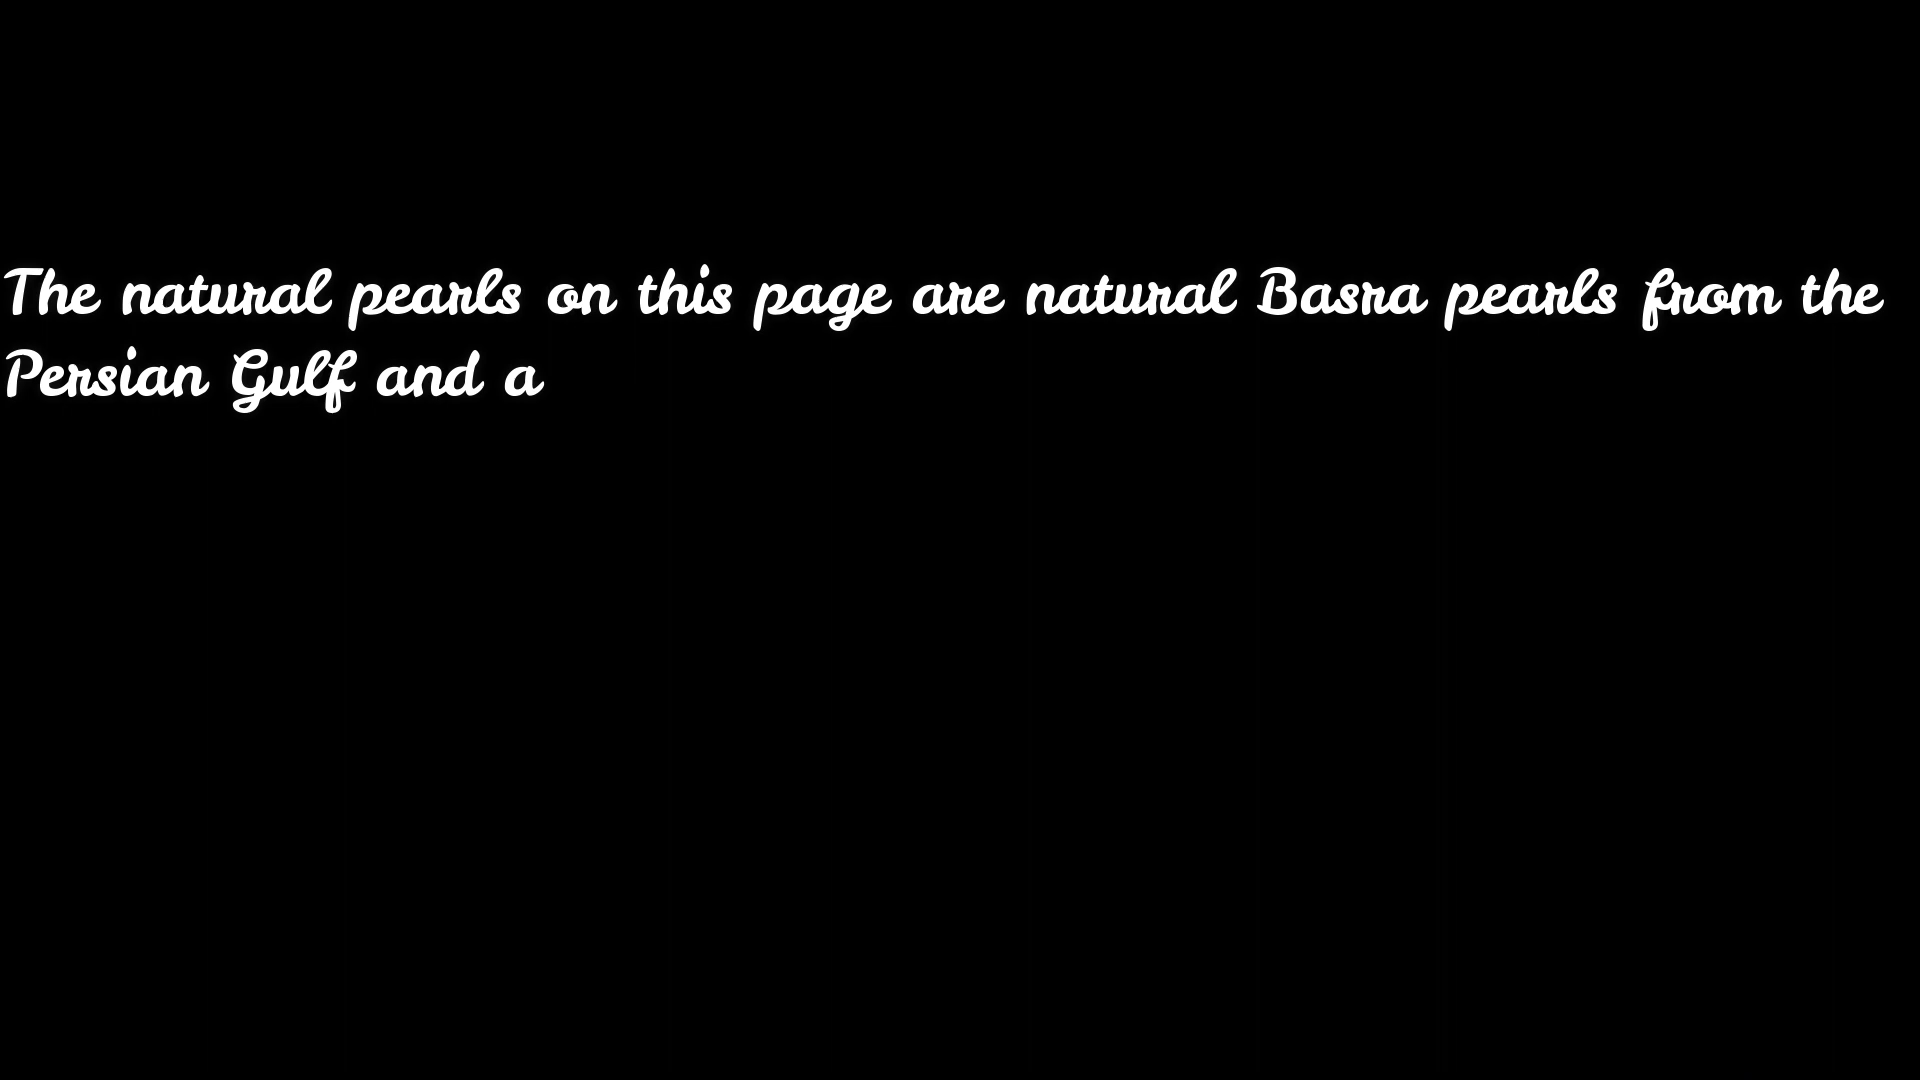 The natural pearls on this page are natural Basra pearls from the
Persian Gulf and a